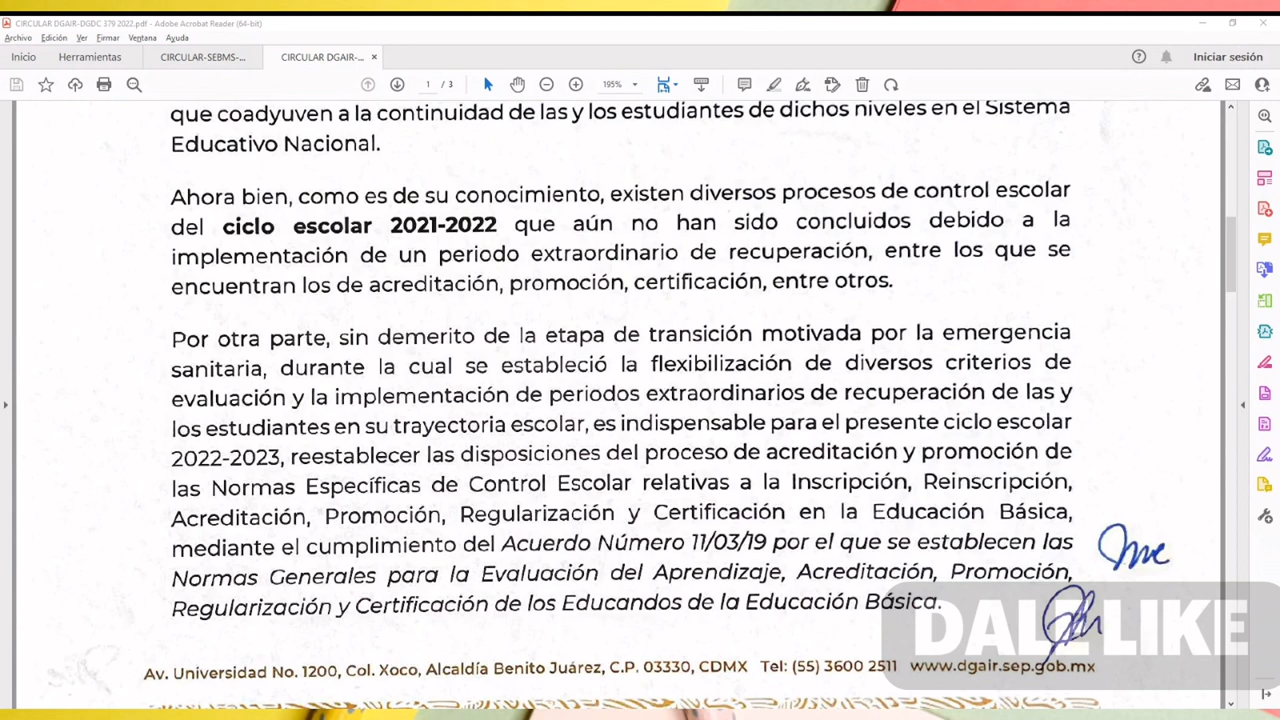 CIRCULAR DGAIR-DGDC 379 2022.pdf - Adobe Acrobat Reader (64-bit)
Archivo Edición Ver Firmar Ventana Ayuda
Inicio Herramientas CIRCULAR-SEBMS-... CIRCULAR DGAIR-... × Iniciar sesión
1 / 3 195%
que coadyuven a la continuidad de las y los estudiantes de dichos niveles en el Sistema
Educativo Nacional.
Ahora bien, como es de su conocimiento, existen diversos procesos de control escolar
del ciclo escolar 2021-2022 que aún no han sido concluidos debido a la
implementación de un periodo extraordinario de recuperación, entre los que se
encuentran los de acreditación, promoción, certificación, entre otros.
Por otra parte, sin demerito de la etapa de transición motivada por la emergencia
sanitaria, durante la cual se estableció la flexibilización de diversos criterios de
evaluación y la implementación de periodos extraordinarios de recuperación de las y
los estudiantes en su trayectoria escolar, es indispensable para el presente ciclo escolar
2022-2023, reestablecer las disposiciones del proceso de acreditación y promoción de
las Normas Específicas de Control Escolar relativas a la Inscripción, Reinscripción,
Acreditación, Promoción, Regularización y Certificación en la Educación Básica,
mediante el cumplimiento del Acuerdo Número 11/03/19 por el que se establecen las
Normas Generales para la Evaluación del Aprendizaje, Acreditación, Promoción,
Regularización y Certificación de los Educandos de la Educación Básica.
DALE LIKE
Av. Universidad No. 1200, Col. Xoco, Alcaldía Benito Juárez, C.P. 03330, CDMX Tel: (55) 3600 2511 www.dgair.sep.gob.mx